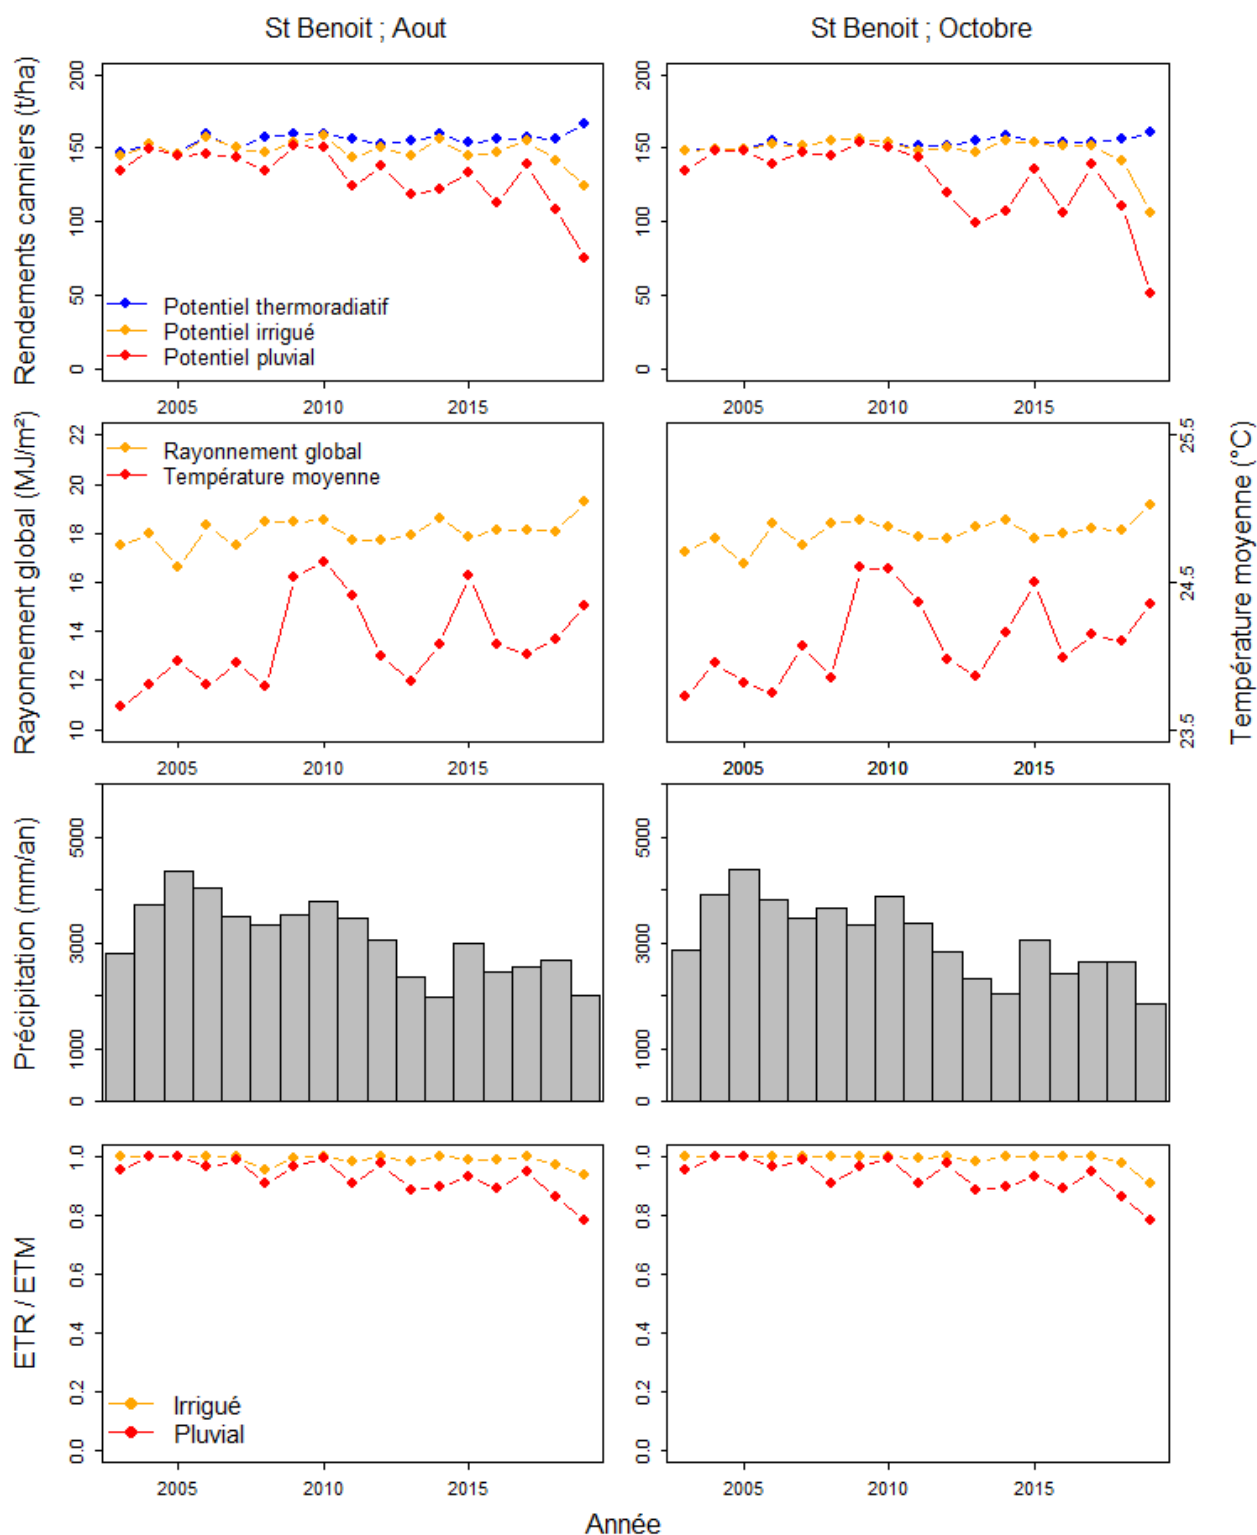 St Benoit ; Aout
St Benoit ; Octobre
Rendements canniers (t/ha)
200
150
100
50
0
Potentiel thermoradiatif
Potentiel irrigué
Potentiel pluvial
2005 2010 2015
200
150
100
50
0
2005 2010 2015
Rayonnement global (MJ/m²)
22
20
18
16
14
12
10
Rayonnement global
Température moyenne
2005 2010 2015
25.5
24.5
23.5
Température moyenne (°C)
2005 2010 2015
Précipitation (mm/an)
5000
3000
1000
0
5000
3000
1000
0
ETR / ETM
1.0
0.8
0.6
0.4
0.2
0.0
Irrigué
Pluvial
2005 2010 2015
1.0
0.8
0.6
0.4
0.2
0.0
2005 2010 2015
Année